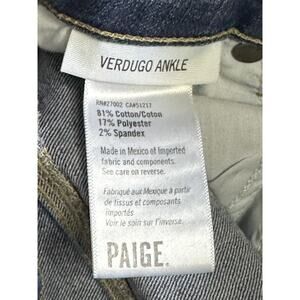 VERDUGO ANKLE
RN#27002 CA#51217
81% Cotton/Coton
17% Polyester
2% Spandex
Made in Mexico of imported
fabric and components.
See care on reverse.
Fabriqué aux Mexique à partir
de tissus et composants
importés
Voir le soin sur l'inverse.
PAIGE.